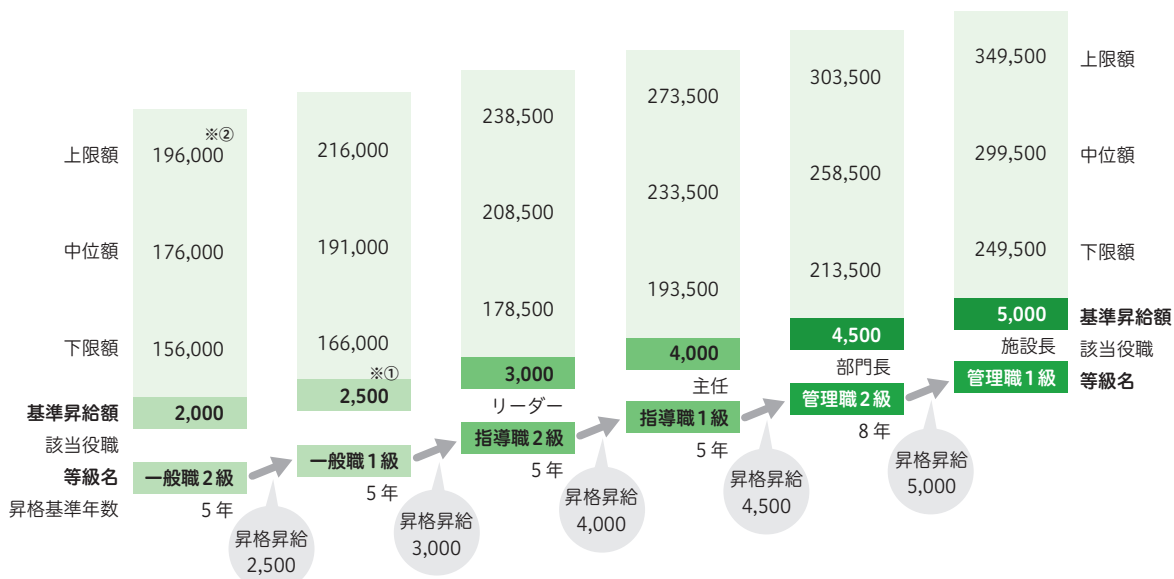 上限額
中位額
下限額
基準昇給額
該当役職
等級名
昇格基準年数
※②
196,000
176,000
156,000
2,000
一般職2級
5年
昇格昇給
2,500
216,000
191,000
166,000
※①
2,500
一般職1級
5年
昇格昇給
3,000
238,500
208,500
178,500
3,000
リーダー
指導職2級
5年
昇格昇給
4,000
273,500
233,500
193,500
4,000
主任
指導職1級
5年
昇格昇給
4,500
303,500
258,500
213,500
4,500
部門長
管理職2級
8年
昇格昇給
5,000
349,500
299,500
249,500
5,000
施設長
管理職1級
上限額
中位額
下限額
基準昇給額
該当役職
等級名